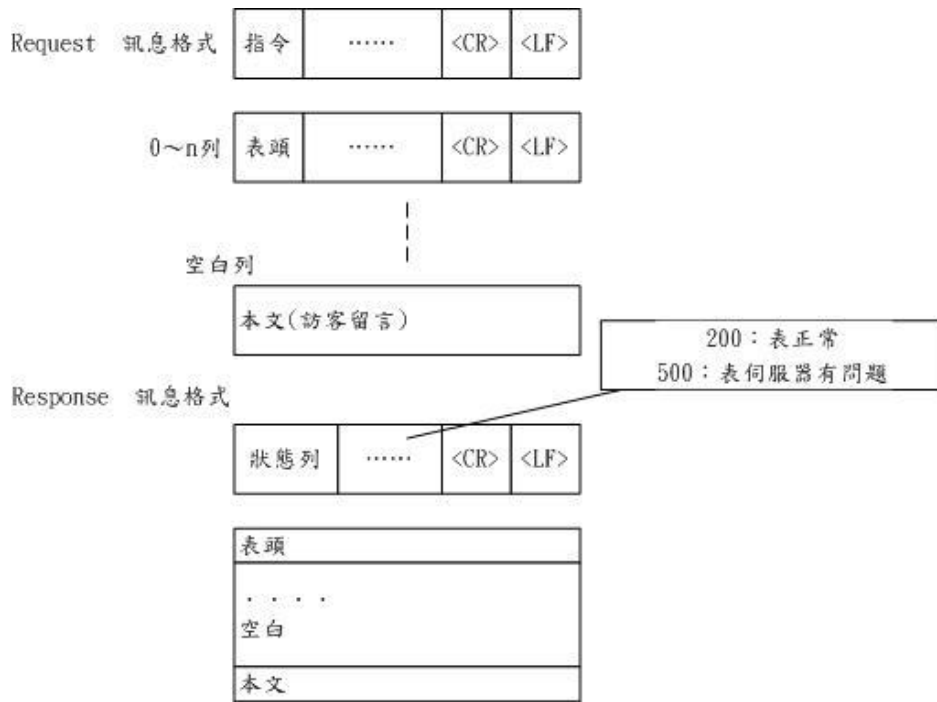 Request 訊息格式 指令 …… <CR> <LF>
0～n列 表頭 …… <CR> <LF>
空白列
本文(訪客留言)
200：表正常
500：表伺服器有問題
Response 訊息格式
狀態列 …… <CR> <LF>
表頭
. . . .
空白
本文